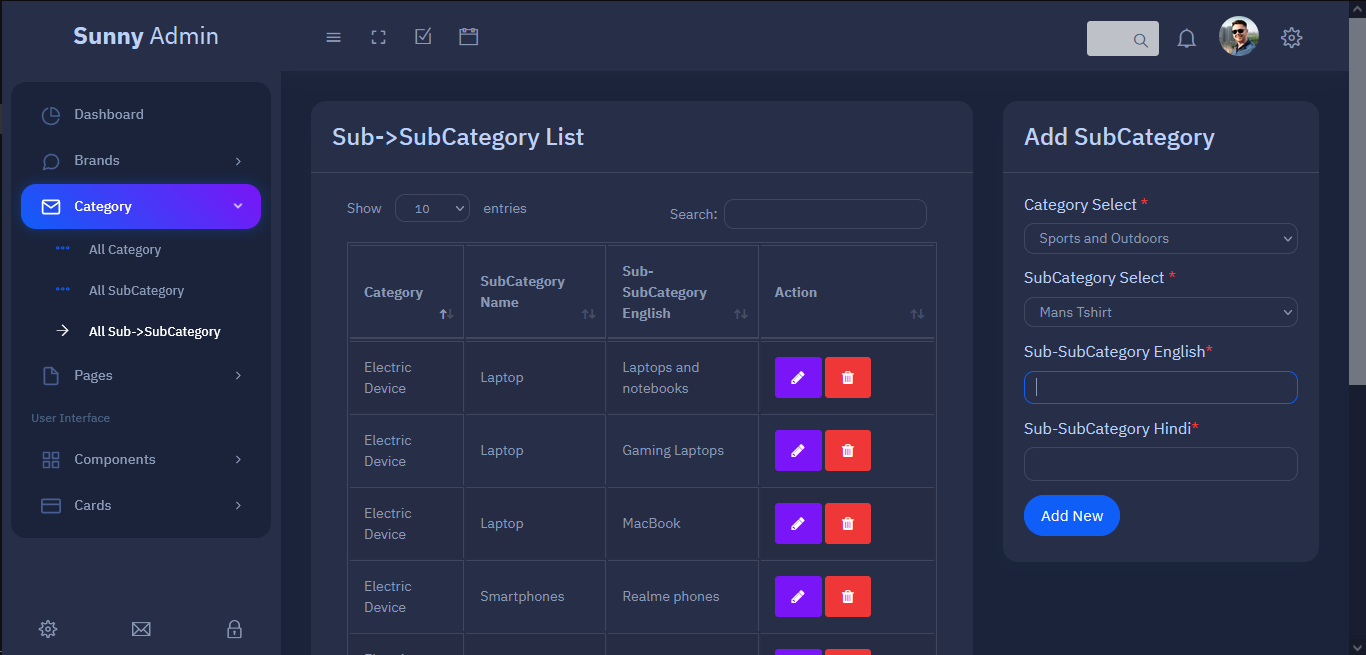 Sunny Admin
Dashboard
Brands
Category
All Category
All SubCategory
All Sub->SubCategory
Pages
User Interface
Components
Cards
Sub->SubCategory List
Show 10 entries
Search:
Category
SubCategory
Name
Sub-
SubCategory
English
Action
Electric
Device
Laptop
Laptops and
notebooks
Electric
Device
Laptop
Gaming Laptops
Electric
Device
Laptop
MacBook
Electric
Device
Smartphones
Realme phones
Add SubCategory
Category Select *
Sports and Outdoors
SubCategory Select *
Mans Tshirt
Sub-SubCategory English*
Sub-SubCategory Hindi*
Add New